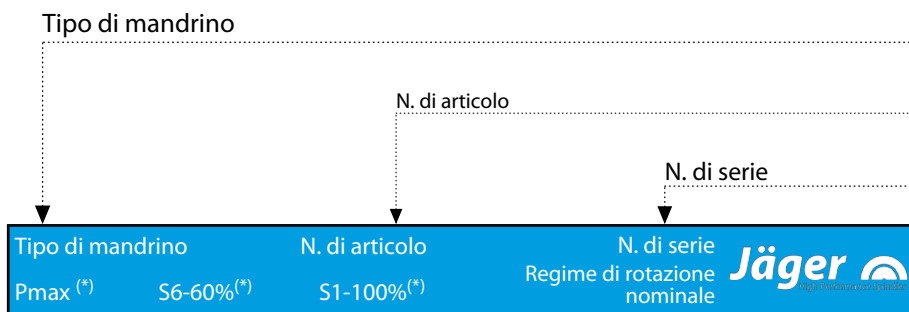 Tipo di mandrino
N. di articolo
N. di serie
Tipo di mandrino N. di articolo N. di serie
Pmax (*) S6-60%(*) S1-100%(*) Regime di rotazione
nominale
Jäger